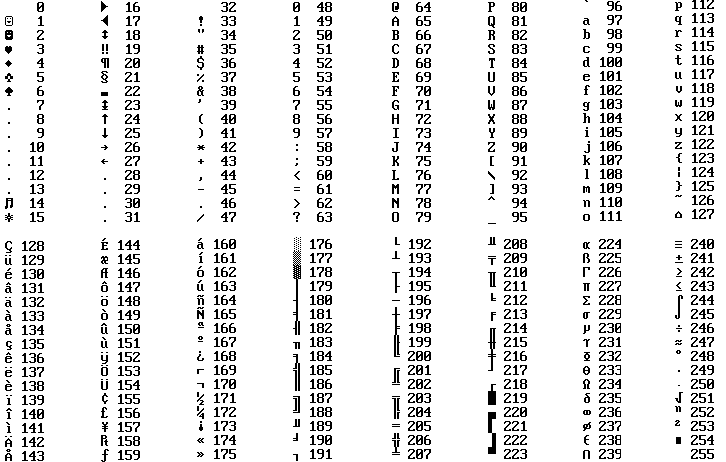 0 ► 16 32 0 48 @ 64 P 80 ` 96 p 112
☺ 1 ◄ 17 ! 33 1 49 A 65 Q 81 a 97 q 113
☻ 2 ↕ 18 " 34 2 50 B 66 R 82 b 98 r 114
♥ 3 ‼ 19 # 35 3 51 C 67 S 83 c 99 s 115
♦ 4 ¶ 20 $ 36 4 52 D 68 T 84 d 100 t 116
♣ 5 § 21 % 37 5 53 E 69 U 85 e 101 u 117
♠ 6 ▬ 22 & 38 6 54 F 70 V 86 f 102 v 118
. 7 ↨ 23 ' 39 7 55 G 71 W 87 g 103 w 119
. 8 ↑ 24 ( 40 8 56 H 72 X 88 h 104 x 120
. 9 ↓ 25 ) 41 9 57 I 73 Y 89 i 105 y 121
. 10 → 26 * 42 : 58 J 74 Z 90 j 106 z 122
. 11 ← 27 + 43 ; 59 K 75 [ 91 k 107 { 123
. 12 . 28 , 44 < 60 L 76 \ 92 l 108 ¦ 124
. 13 . 29 - 45 = 61 M 77 ] 93 m 109 } 125
♫ 14 . 30 . 46 > 62 N 78 ^ 94 n 110 ~ 126
☼ 15 . 31 / 47 ? 63 O 79 _ 95 o 111 ⌂ 127
Ç 128 É 144 á 160 ░ 176 └ 192 ╨ 208 α 224 ≡ 240
ü 129 æ 145 í 161 ▒ 177 ┴ 193 ╤ 209 ß 225 ± 241
é 130 Æ 146 ó 162 ▓ 178 ┬ 194 ╥ 210 Γ 226 ≥ 242
â 131 ô 147 ú 163 │ 179 ├ 195 ╙ 211 π 227 ≤ 243
ä 132 ö 148 ñ 164 ┤ 180 ─ 196 ╘ 212 Σ 228 ⌠ 244
à 133 ò 149 Ñ 165 ╡ 181 ┼ 197 ╒ 213 σ 229 ⌡ 245
å 134 û 150 ª 166 ╢ 182 ╞ 198 ╓ 214 µ 230 ÷ 246
ç 135 ù 151 º 167 ╖ 183 ╟ 199 ╫ 215 τ 231 ≈ 247
ê 136 ÿ 152 ¿ 168 ╕ 184 ╚ 200 ╪ 216 Φ 232 ° 248
ë 137 Ö 153 ⌐ 169 ╣ 185 ╔ 201 ┘ 217 Θ 233 ∙ 249
è 138 Ü 154 ¬ 170 ║ 186 ╩ 202 ┌ 218 Ω 234 · 250
ï 139 ¢ 155 ½ 171 ╗ 187 ╦ 203 █ 219 δ 235 √ 251
î 140 £ 156 ¼ 172 ╝ 188 ╠ 204 ▄ 220 ∞ 236 ⁿ 252
ì 141 ¥ 157 ¡ 173 ╜ 189 ═ 205 ▌ 221 ø 237 ² 253
Ä 142 ₧ 158 « 174 ╛ 190 ╬ 206 ▐ 222 ε 238 ■ 254
Å 143 ƒ 159 » 175 ┐ 191 ╧ 207 ▀ 223 ∩ 239 255